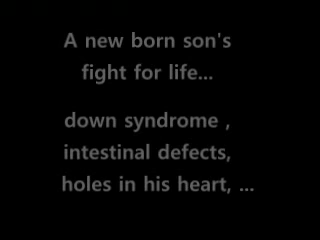 A new born son's
fight for life...
down syndrome ,
intestinal defects,
holes in his heart, ...